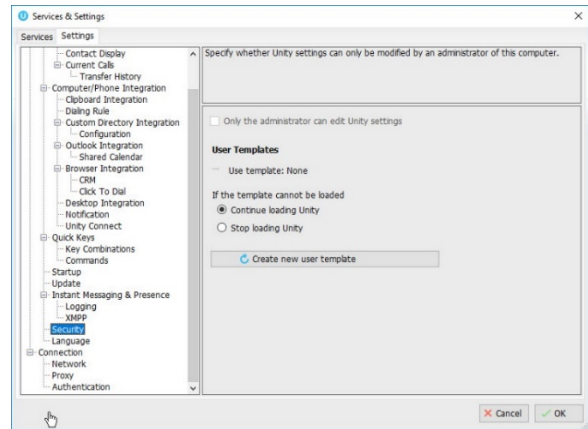 Services & Settings
Services
Settings
Contact Display
Current Calls
Transfer History
Computer/Phone Integration
Clipboard Integration
Dialing Rule
Custom Directory Integration
Configuration
Outlook Integration
Shared Calendar
Browser Integration
CRM
Click To Dial
Desktop Integration
Notification
Unity Connect
Quick Keys
Key Combinations
Commands
Startup
Update
Instant Messaging & Presence
Logging
XMPP
Security
Language
Connection
Network
Proxy
Authentication
Specify whether Unity settings can only be modified by an administrator of this computer.
Only the administrator can edit Unity settings
User Templates
Use template: None
If the template cannot be loaded
Continue loading Unity
Stop loading Unity
Create new user template
Cancel
OK